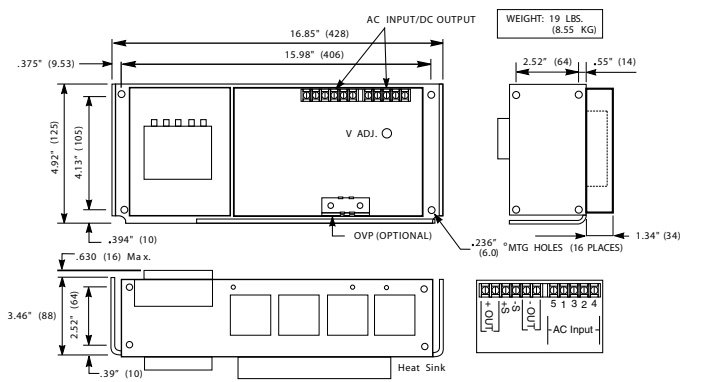 16.85" (428)
AC INPUT/DC OUTPUT
WEIGHT: 19 LBS.
(8.55 KG)
.375" (9.53)
15.98" (406)
2.52" (64)
.55" (14)
4.92" (125)
4.13" (105)
V ADJ.
.394" (10)
OVP (OPTIONAL)
.236"
(6.0)
°MTG HOLES (16 PLACES)
1.34" (34)
.630 (16) Max.
3.46" (88)
2.52" (64)
.39" (10)
Heat Sink
+ OUT
+S
-S
- OUT
5 1 3 2 4
AC Input